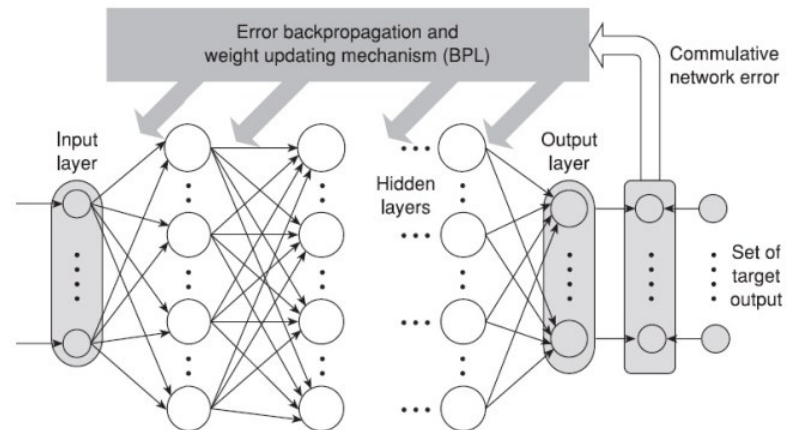 Error backpropagation and
weight updating mechanism (BPL)
Commulative
network error
Input
layer
Output
layer
Hidden
layers
Set of
target
output